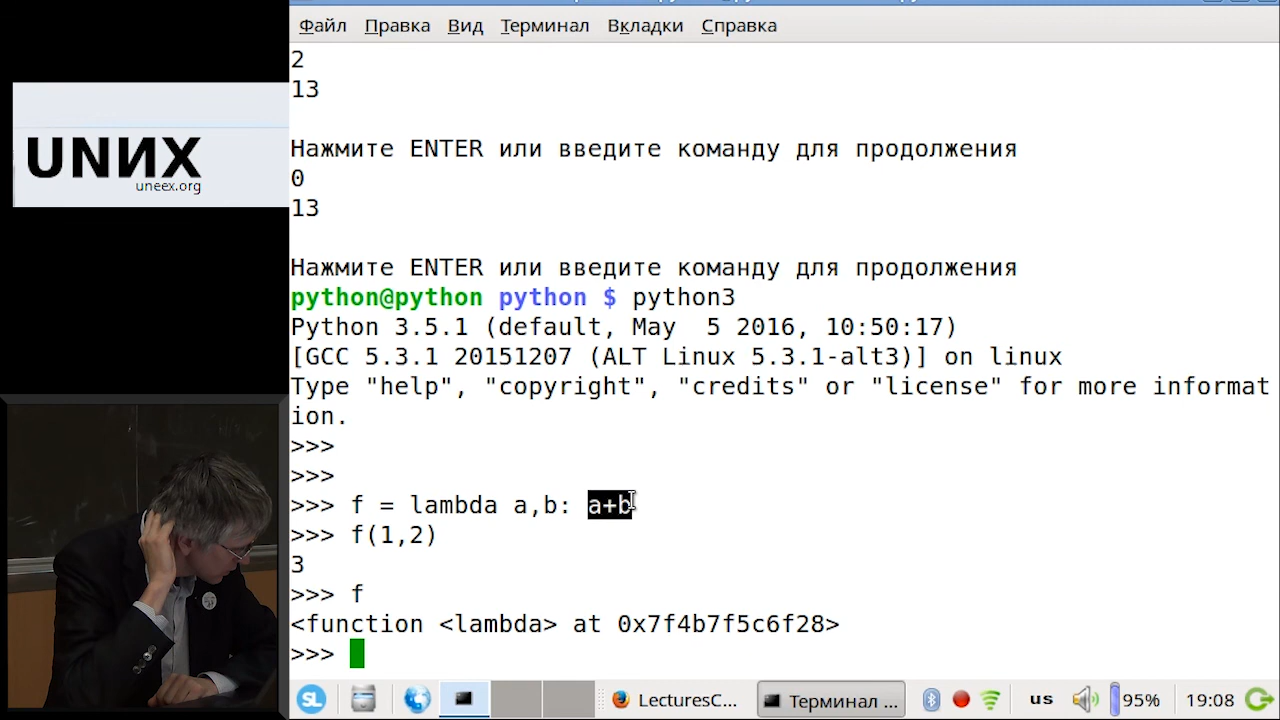 Файл Правка Вид Терминал Вкладки Справка
2
13
UNИX
uneex.org
Нажмите ENTER или введите команду для продолжения
0
13
Нажмите ENTER или введите команду для продолжения
python@python python $ python3
Python 3.5.1 (default, May  5 2016, 10:50:17)
[GCC 5.3.1 20151207 (ALT Linux 5.3.1-alt3)] on linux
Type "help", "copyright", "credits" or "license" for more informat
ion.
>>>
>>>
>>> f = lambda a,b: a+b
>>> f(1,2)
3
>>> f
<function <lambda> at 0x7f4b7f5c6f28>
>>>
SL LecturesC... Терминал ... us 95% 19:08